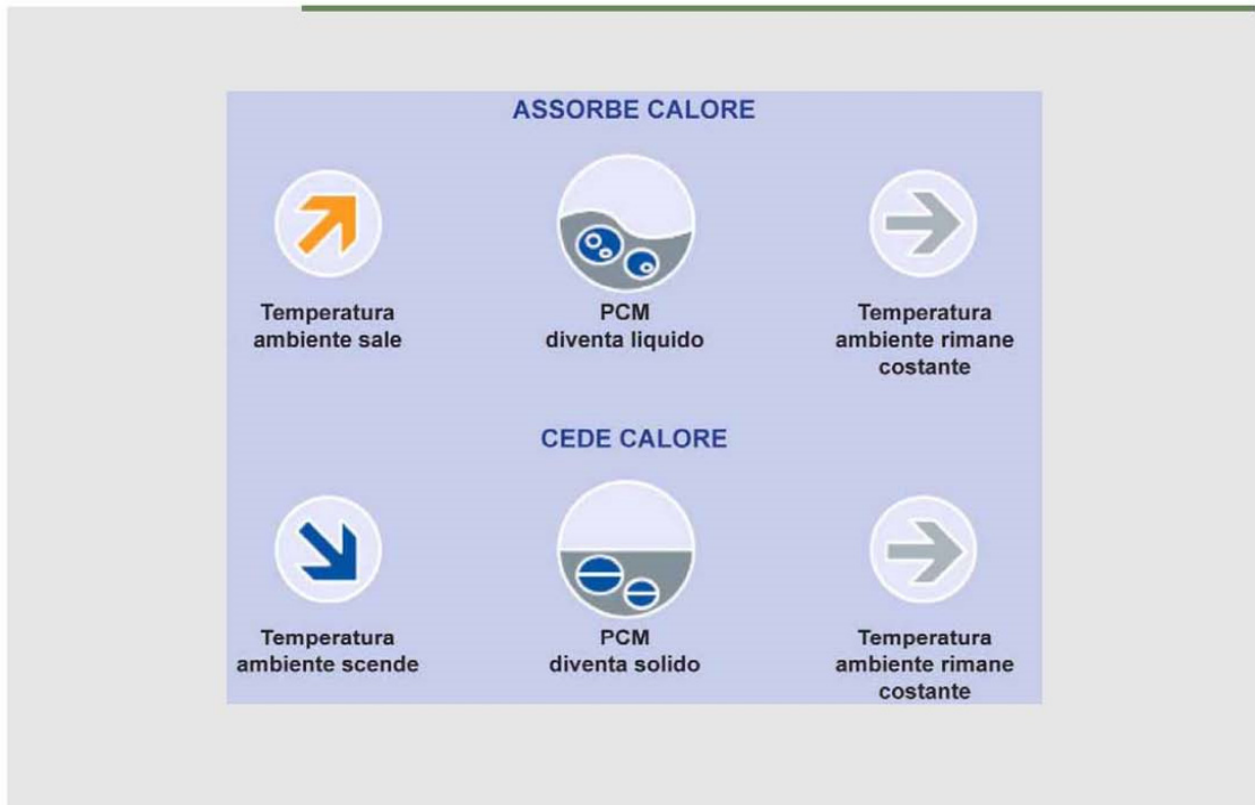 ASSORBE CALORE
Temperatura
ambiente sale
PCM
diventa liquido
Temperatura
ambiente rimane
costante
CEDE CALORE
Temperatura
ambiente scende
PCM
diventa solido
Temperatura
ambiente rimane
costante